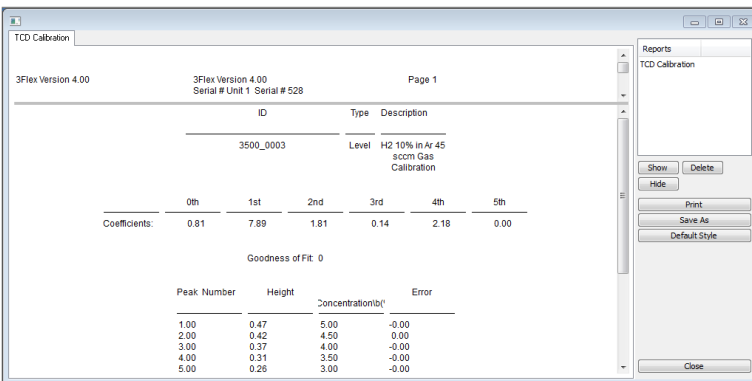 TCD Calibration
3Flex Version 4.00 3Flex Version 4.00 Page 1
Serial # Unit 1 Serial # 528
ID Type Description
3500_0003 Level H2 10% in Ar 45
sccm Gas
Calibration
0th 1st 2nd 3rd 4th 5th
Coefficients: 0.81 7.89 1.81 0.14 2.18 0.00
Goodness of Fit: 0
Peak Number Height Concentration\b(' Error
1.00 0.47 5.00 -0.00
2.00 0.42 4.50 0.00
3.00 0.37 4.00 -0.00
4.00 0.31 3.50 -0.00
5.00 0.26 3.00 -0.00
Reports
TCD Calibration
Show Delete
Hide
Print
Save As
Default Style
Close